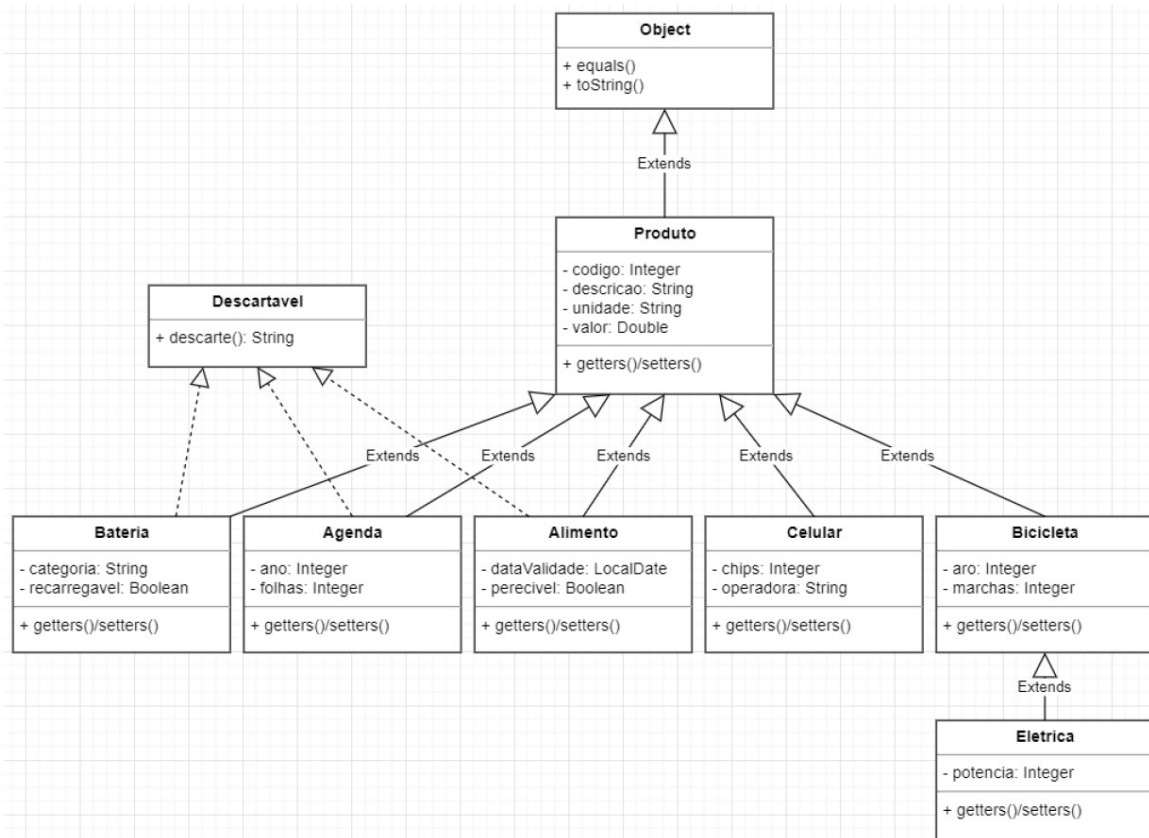 Object
+ equals()
+ toString()
Extends
Produto
- codigo: Integer
- descricao: String
- unidade: String
- valor: Double
+ getters()/setters()
Descartavel
+ descarte(): String
Extends
Extends
Extends
Extends
Extends
Bateria
- categoria: String
- recarregavel: Boolean
+ getters()/setters()
Agenda
- ano: Integer
- folhas: Integer
+ getters()/setters()
Alimento
- dataValidade: LocalDate
- perecivel: Boolean
+ getters()/setters()
Celular
- chips: Integer
- operadora: String
+ getters()/setters()
Bicicleta
- aro: Integer
- marchas: Integer
+ getters()/setters()
Extends
Eletrica
- potencia: Integer
+ getters()/setters()